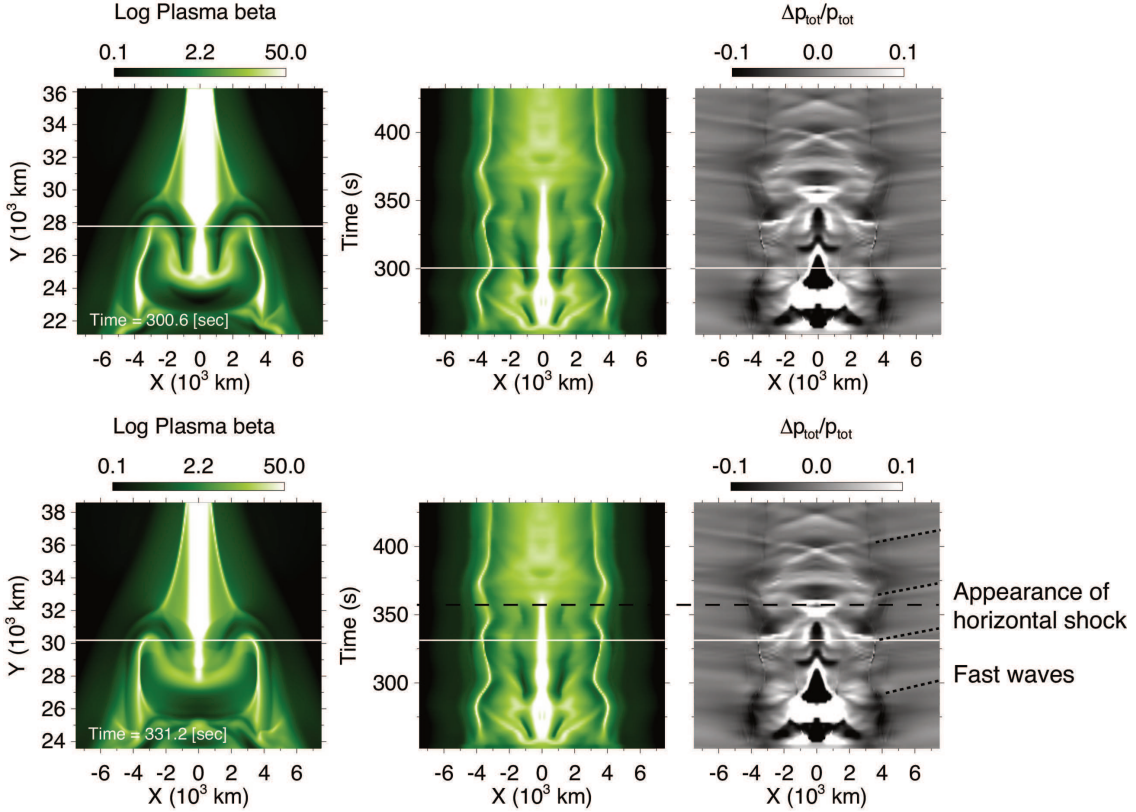 Log Plasma beta
Δp_tot/p_tot
0.1 2.2 50.0
-0.1 0.0 0.1
36
34
32
30
28
26
24
22
Y (10³ km)
Time = 300.6 [sec]
-6 -4 -2 0 2 4 6
X (10³ km)
400
350
300
Time (s)
-6 -4 -2 0 2 4 6
X (10³ km)
-6 -4 -2 0 2 4 6
X (10³ km)
Log Plasma beta
Δp_tot/p_tot
0.1 2.2 50.0
-0.1 0.0 0.1
38
36
34
32
30
28
26
24
Y (10³ km)
Time = 331.2 [sec]
-6 -4 -2 0 2 4 6
X (10³ km)
400
350
300
Time (s)
-6 -4 -2 0 2 4 6
X (10³ km)
-6 -4 -2 0 2 4 6
X (10³ km)
Appearance of
horizontal shock
Fast waves